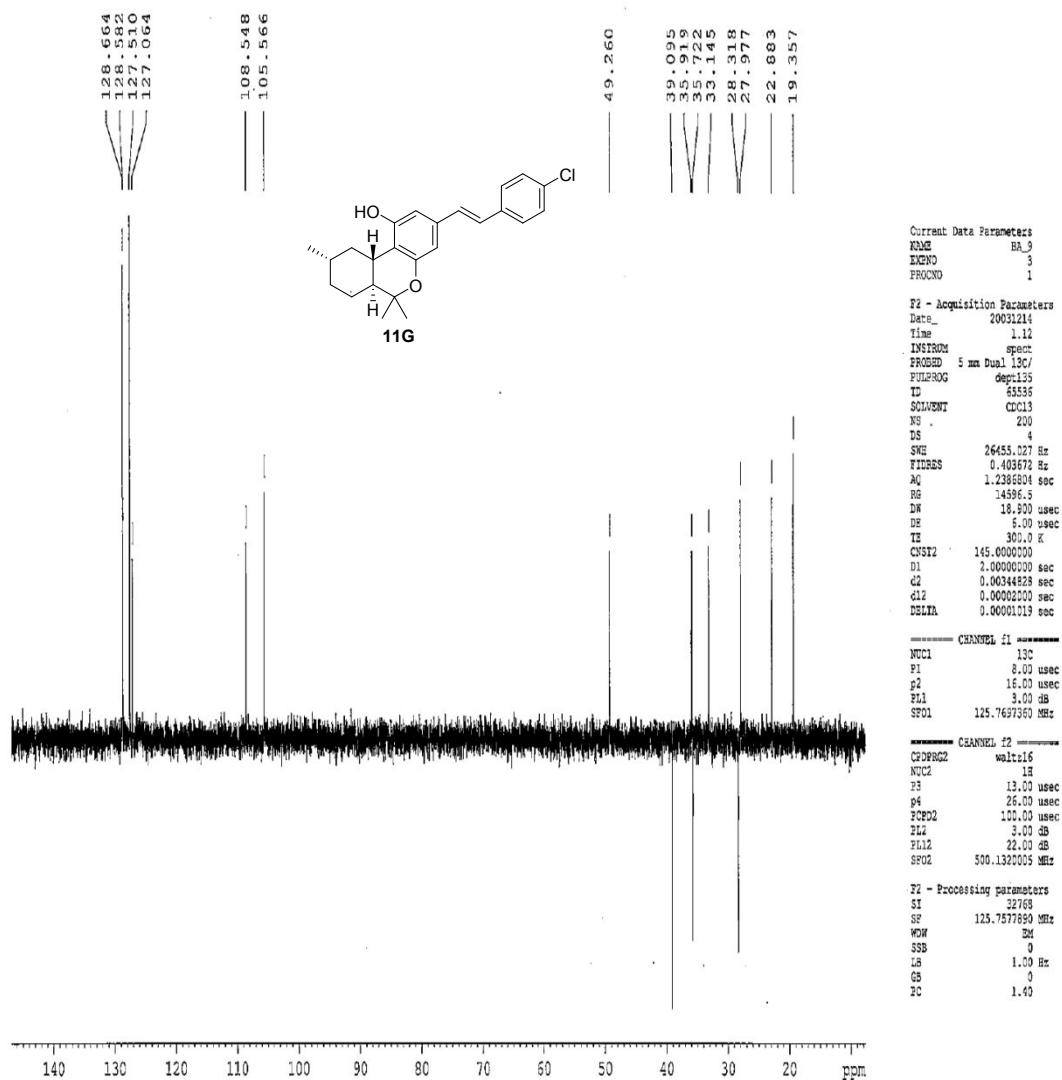 128.664
128.582
127.510
127.064
108.548
105.566
49.260
39.095
35.919
35.722
33.145
28.318
27.977
22.883
19.357
Cl
HO
H
O
H
11G
Current Data Parameters
NAME BA_9
EXPNO 3
PROCNO 1
F2 - Acquisition Parameters
Date_ 20031214
Time 1.12
INSTRUM spect
PROBHD 5 mm Dual 13C/
PULPROG dept135
TD 65536
SOLVENT CDCl3
NS 200
DS 4
SWH 26455.027 Hz
FIDRES 0.403672 Hz
AQ 1.2386804 sec
RG 14596.5
DW 18.900 usec
DE 6.00 usec
TE 300.0 K
CNST2 145.0000000
D1 2.00000000 sec
d2 0.00344828 sec
d12 0.00002000 sec
DELTA 0.00001019 sec
======== CHANNEL f1 ========
NUC1 13C
P1 8.00 usec
p2 16.00 usec
PL1 3.00 dB
SFO1 125.7697360 MHz
======== CHANNEL f2 ========
CPDPRG2 waltz16
NUC2 1H
P3 13.00 usec
p4 26.00 usec
PCPD2 100.00 usec
PL2 3.00 dB
PL12 22.00 dB
SFO2 500.1320005 MHz
F2 - Processing parameters
SI 32768
SF 125.7577890 MHz
WDW EM
SSB 0
LB 1.00 Hz
GB 0
PC 1.40
140 130 120 110 100 90 80 70 60 50 40 30 20 ppm